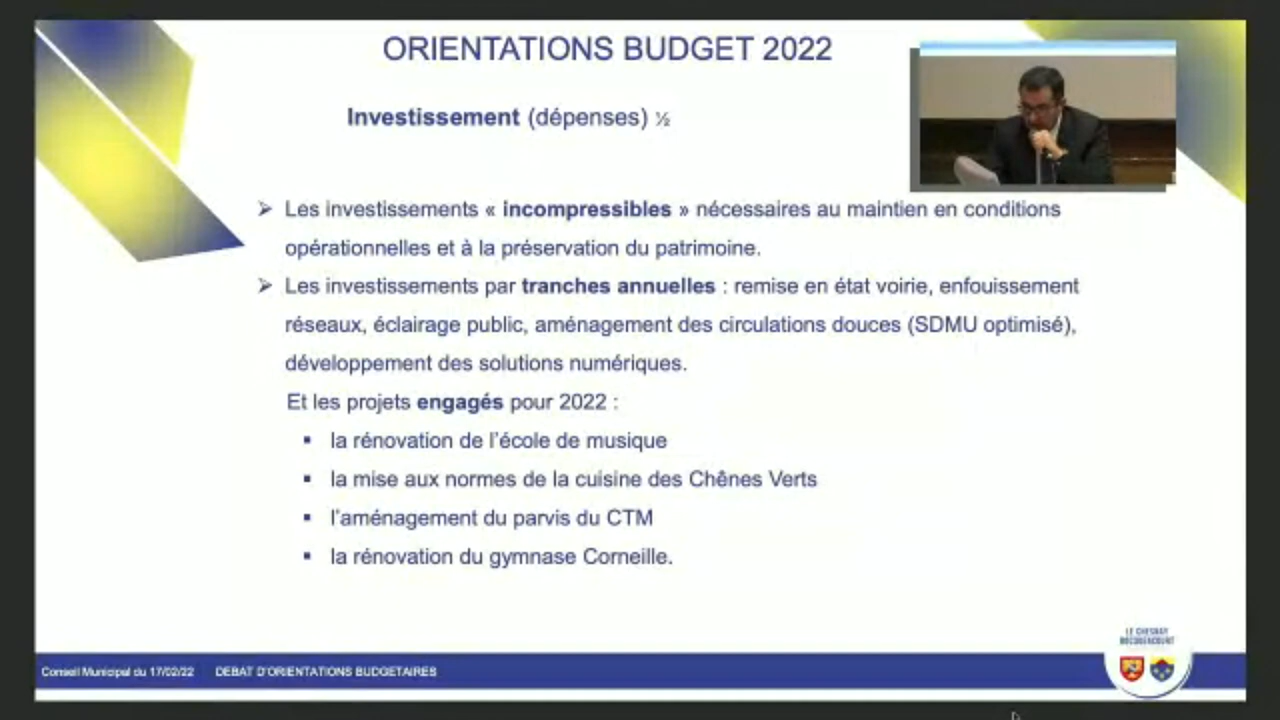 ORIENTATIONS BUDGET 2022
Investissement (dépenses) ½
➢ Les investissements « incompressibles » nécessaires au maintien en conditions
opérationnelles et à la préservation du patrimoine.
➢ Les investissements par tranches annuelles : remise en état voirie, enfouissement
réseaux, éclairage public, aménagement des circulations douces (SDMU optimisé),
développement des solutions numériques.
Et les projets engagés pour 2022 :
▪ la rénovation de l'école de musique
▪ la mise aux normes de la cuisine des Chênes Verts
▪ l'aménagement du parvis du CTM
▪ la rénovation du gymnase Corneille.
LE CHESNAY
ROCQUENCOURT
Conseil Municipal du 17/02/22 DEBAT D'ORIENTATIONS BUDGETAIRES